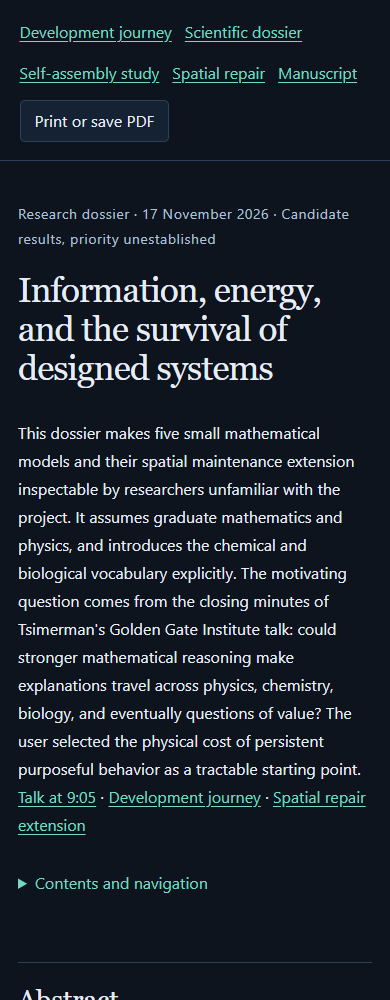 Development journey Scientific dossier
Self-assembly study Spatial repair Manuscript
Print or save PDF
Research dossier · 17 November 2026 · Candidate
results, priority unestablished
Information, energy,
and the survival of
designed systems
This dossier makes five small mathematical
models and their spatial maintenance extension
inspectable by researchers unfamiliar with the
project. It assumes graduate mathematics and
physics, and introduces the chemical and
biological vocabulary explicitly. The motivating
question comes from the closing minutes of
Tsimerman's Golden Gate Institute talk: could
stronger mathematical reasoning make
explanations travel across physics, chemistry,
biology, and eventually questions of value? The
user selected the physical cost of persistent
purposeful behavior as a tractable starting point.
Talk at 9:05 · Development journey · Spatial repair
extension
Contents and navigation
Abstract